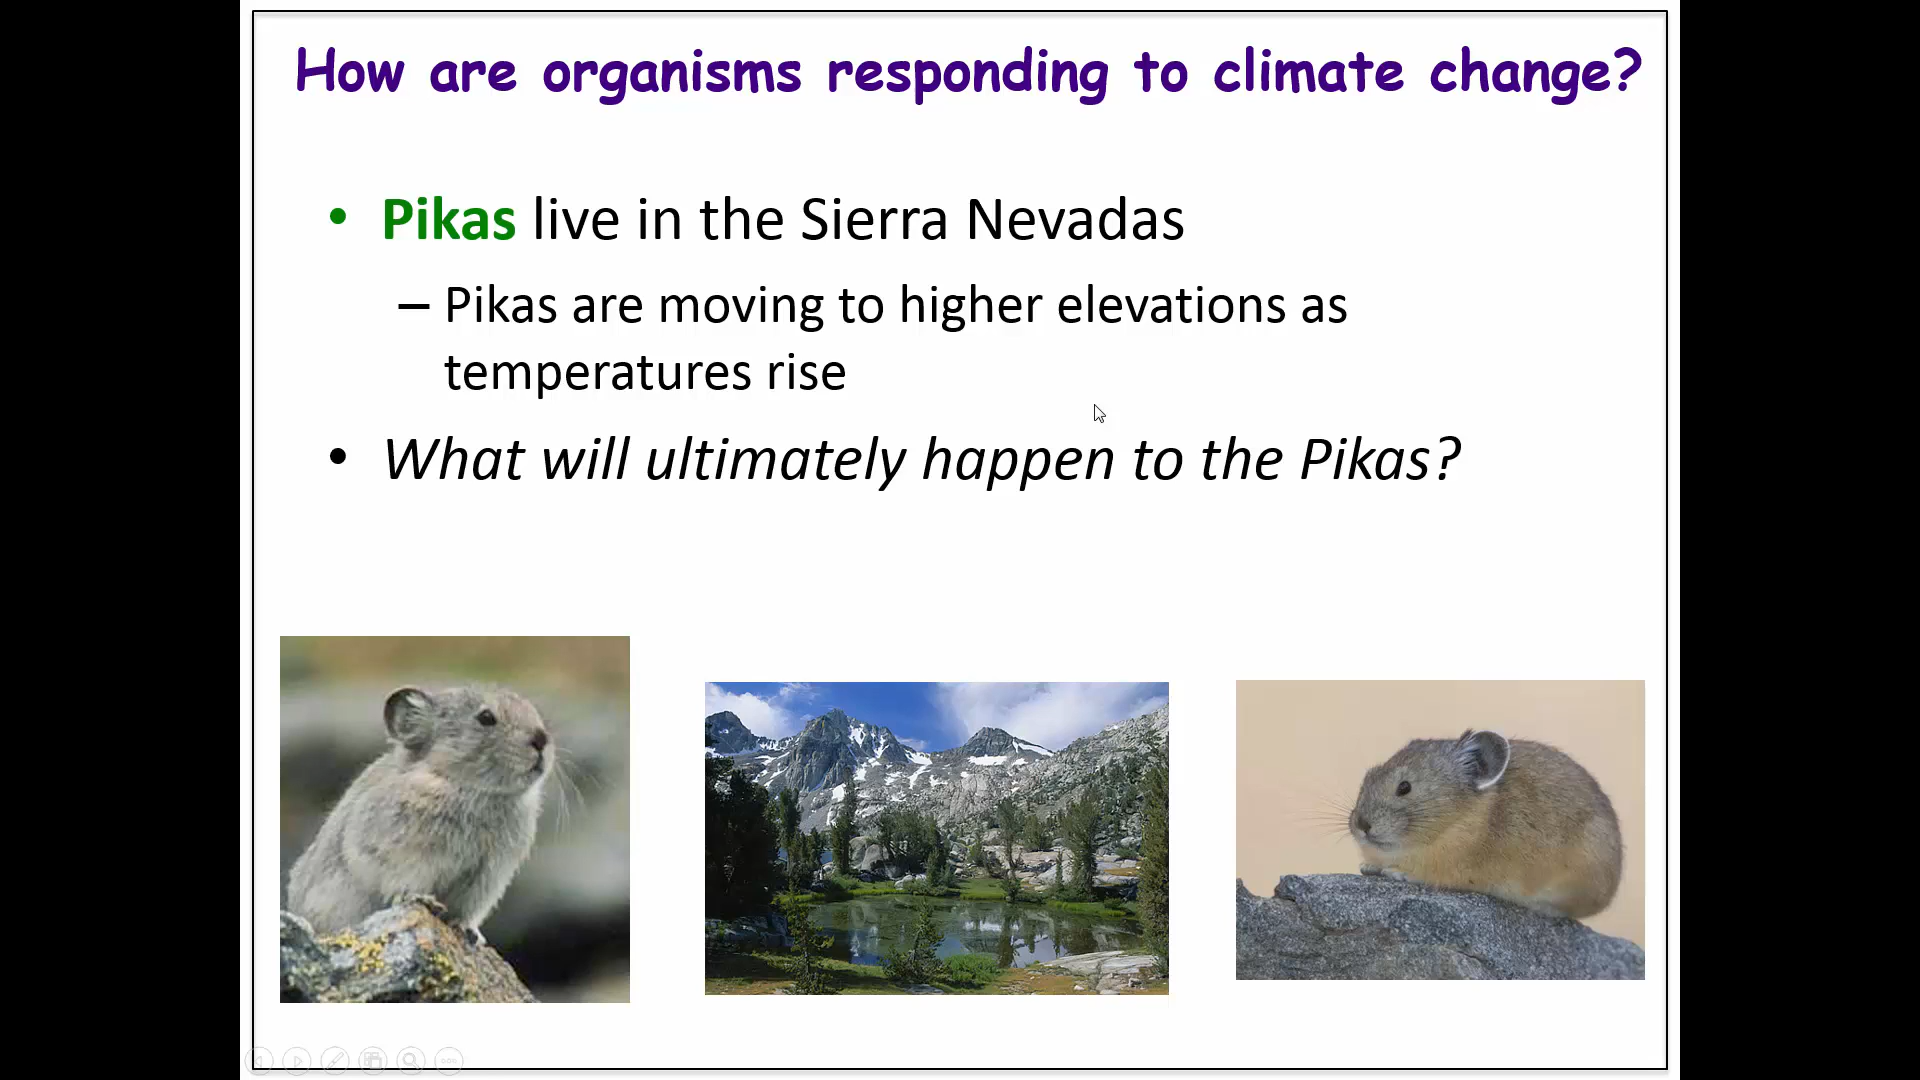 How are organisms responding to climate change?
• Pikas live in the Sierra Nevadas
– Pikas are moving to higher elevations as
temperatures rise
• What will ultimately happen to the Pikas?